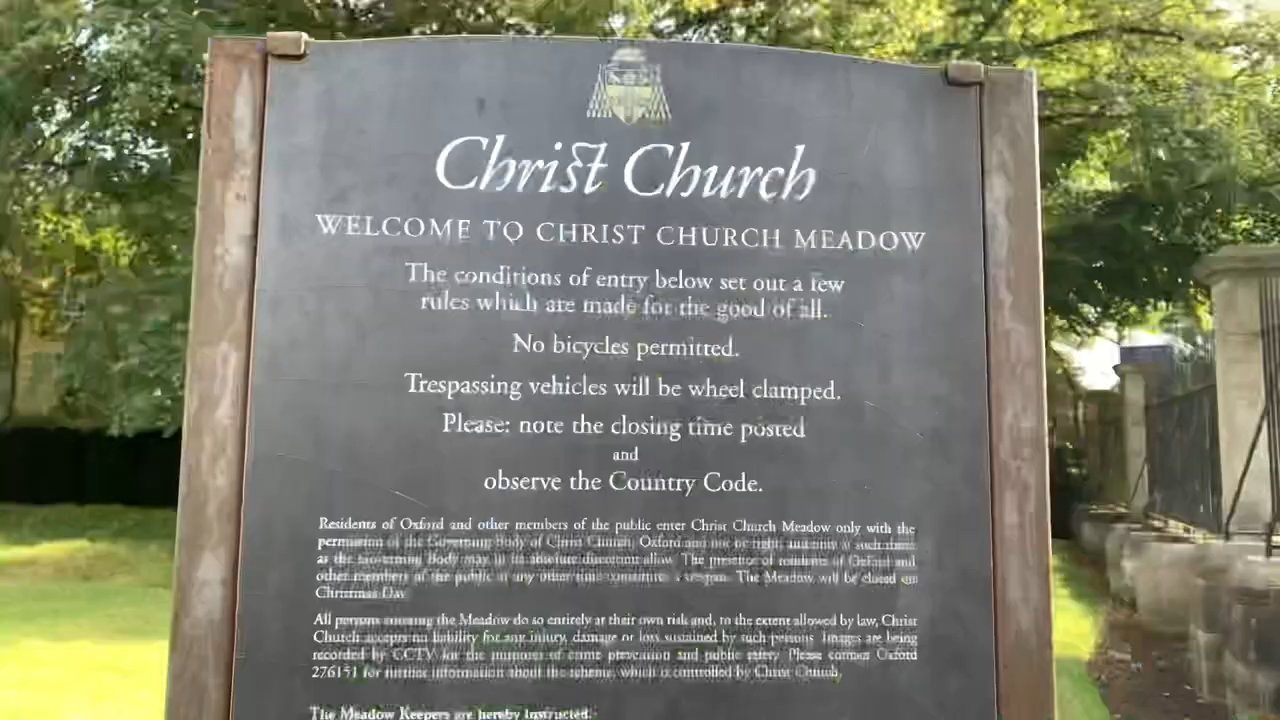 Christ Church
WELCOME TO CHRIST CHURCH MEADOW
The conditions of entry below set out a few
rules which are made for the good of all.
No bicycles permitted.
Trespassing vehicles will be wheel clamped.
Please: note the closing time posted
and
observe the Country Code.
Residents of Oxford and other members of the public enter Christ Church Meadow only with the
permission of the Governing Body of Christ Church, Oxford and not by right and only at such times
as the Governing Body may, in its absolute discretion allow. The presence of residents of Oxford and
other members of the public at any other time constitutes a trespass. The Meadow will be closed on
Christmas Day
All persons entering the Meadow do so entirely at their own risk and, to the extent allowed by law, Christ
Church accepts no liability for any injury, damage or loss sustained by such persons. Images are being
recorded by CCTV for the purposes of crime prevention and public safety. Please contact Oxford
276151 for further information about the scheme, which is controlled by Christ Church.
The Meadow Keepers are hereby instructed: